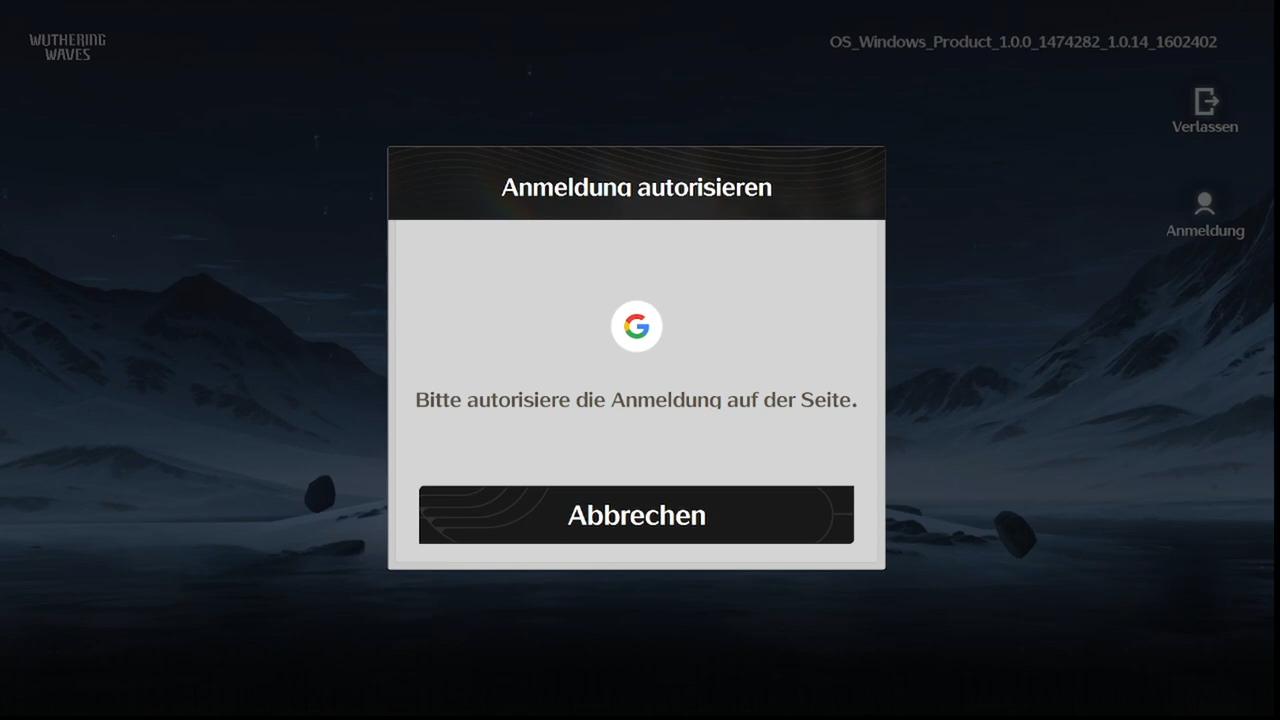 WUTHERING
WAVES
OS_Windows_Product_1.0.0_1474282_1.0.14_1602402
Verlassen
Anmeldung
Anmeldung autorisieren
Bitte autorisiere die Anmeldung auf der Seite.
Abbrechen